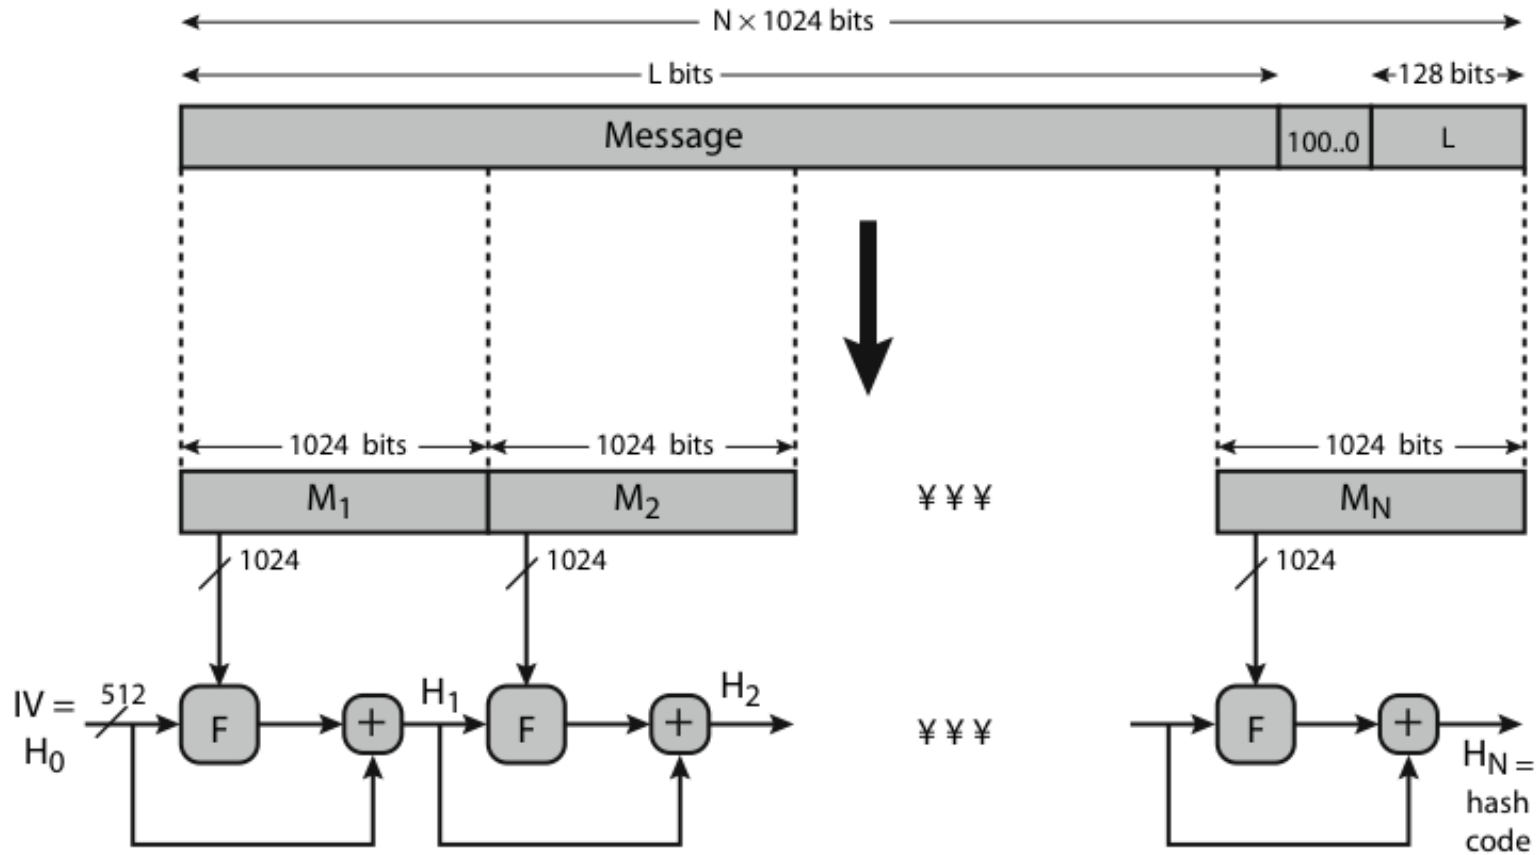 N × 1024 bits
L bits
128 bits
Message
100..0
L
1024 bits
1024 bits
1024 bits
M1
M2
¥ ¥ ¥
MN
1024
1024
1024
IV =
H0
512
F
+
H1
F
+
H2
¥ ¥ ¥
F
+
HN =
hash
code